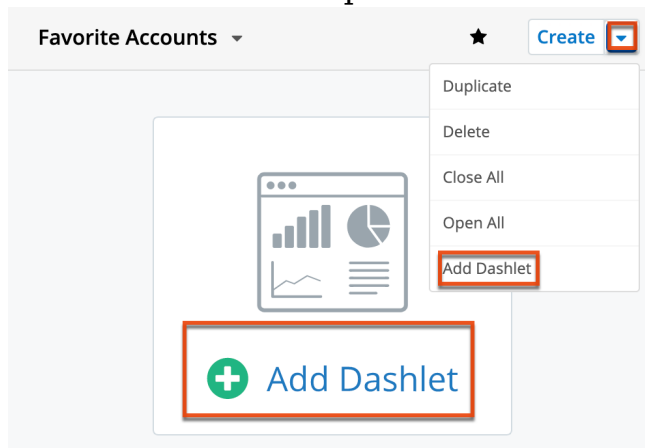 Favorite Accounts
Create
Duplicate
Delete
Close All
Open All
Add Dashlet
Add Dashlet